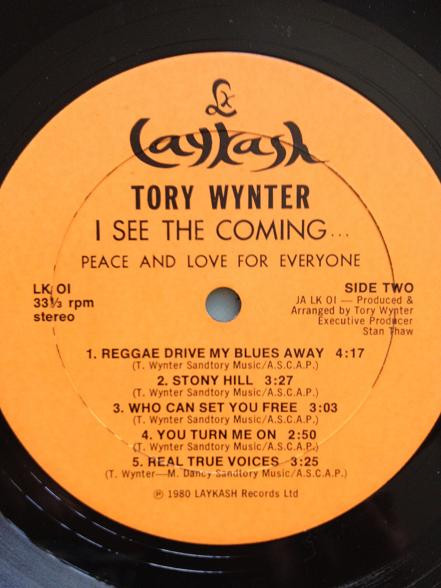 Laykash
TORY WYNTER
I SEE THE COMING...
PEACE AND LOVE FOR EVERYONE
LK OI
33⅓ rpm
stereo
SIDE TWO
JA LK OI — Produced &
Arranged by Tory Wynter
Executive Producer
Stan Thaw
1. REGGAE DRIVE MY BLUES AWAY 4:17
(T. Wynter Sandtory Music/A.S.C.A.P.)
2. STONY HILL 3:27
(T. Wynter Sandtory Music/A.S.C.A.P.)
3. WHO CAN SET YOU FREE 3:03
(T. Wynter Sandtory Music/A.S.C.A.P.)
4. YOU TURN ME ON 2:50
(T. Wynter Sandtory Music/A.S.C.A.P.)
5. REAL TRUE VOICES 3:25
(T. Wynter—M. Dancy Sandtory Music/A.S.C.A.P.)
℗ 1980 LAYKASH Records Ltd